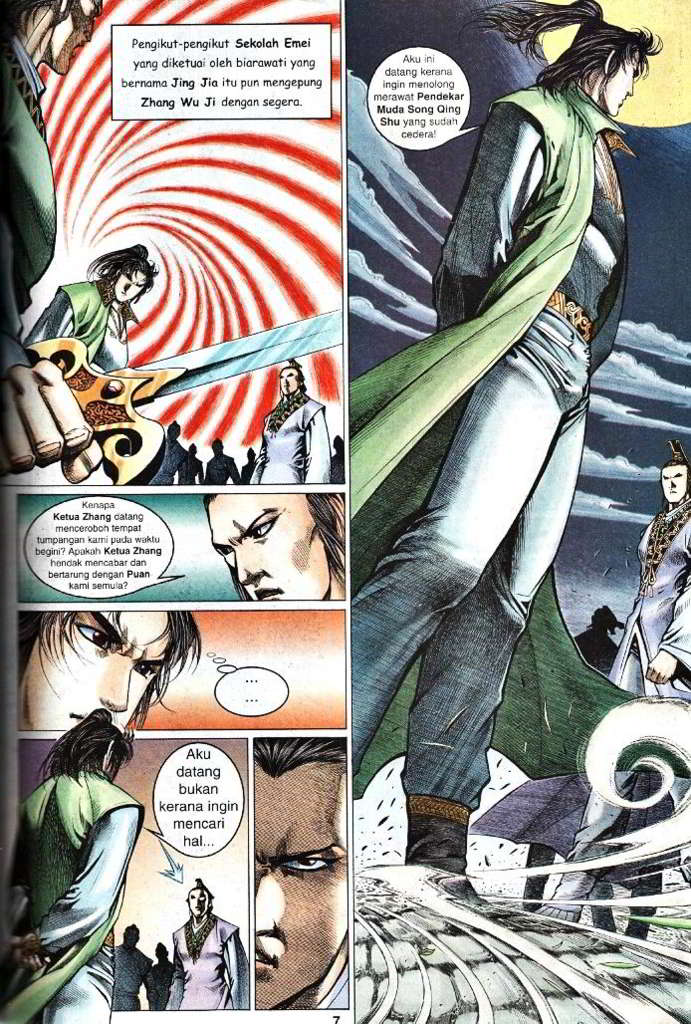 Pengikut-pengikut Sekolah Emei
yang diketuai oleh biarawati yang
bernama Jing Jia itu pun mengepung
Zhang Wu Ji dengan segera.
Kenapa
Ketua Zhang datang
menceroboh tempat
tumpangan kami pada waktu
begini? Apakah Ketua Zhang
hendak mencabar dan
bertarung dengan Puan
kami semula?
...
...
Aku
datang
bukan
kerana ingin
mencari
hal...
7
Aku ini
datang kerana
ingin menolong
merawat Pendekar
Muda Song Qing
Shu yang sudah
cedera!